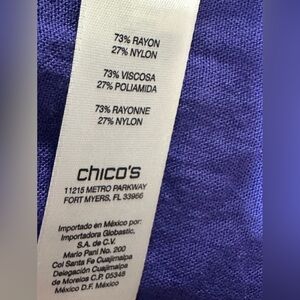 73% RAYON
27% NYLON
73% VISCOSA
27% POLIAMIDA
73% RAYONNE
27% NYLON
chico's
11215 METRO PARKWAY
FORT MYERS, FL 33966
Importado en México por:
Importadora Globastic,
S.A. de C.V.
Mario Pani No. 200
Col Santa Fe Cuajimalpa
Delegación Cuajimalpa
de Morelos C.P. 05348
México D.F. México